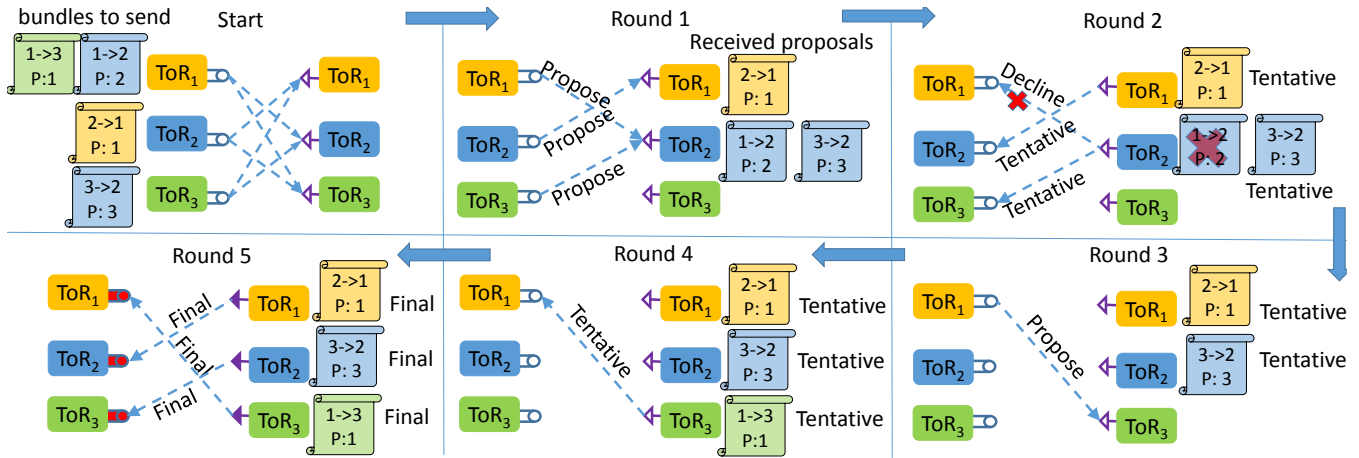 bundles to send
Start
1->3
P:1
1->2
P: 2
2->1
P: 1
3->2
P: 3
ToR1
ToR2
ToR3
ToR1
ToR2
ToR3
Round 1
Received proposals
ToR1
ToR2
ToR3
Propose
Propose
Propose
ToR1
ToR2
ToR3
2->1
P: 1
1->2
P: 2
3->2
P: 3
Round 2
ToR1
ToR2
ToR3
Decline
Tentative
Tentative
ToR1
ToR2
ToR3
2->1
P: 1
Tentative
1->2
P: 2
3->2
P: 3
Tentative
Round 5
ToR1
ToR2
ToR3
Final
Final
Final
ToR1
ToR2
ToR3
2->1
P: 1
Final
3->2
P: 3
Final
1->3
P:1
Final
Round 4
ToR1
ToR2
ToR3
Tentative
ToR1
ToR2
ToR3
2->1
P: 1
Tentative
3->2
P: 3
Tentative
1->3
P:1
Tentative
Round 3
ToR1
ToR2
ToR3
Propose
ToR1
ToR2
ToR3
2->1
P: 1
Tentative
3->2
P: 3
Tentative